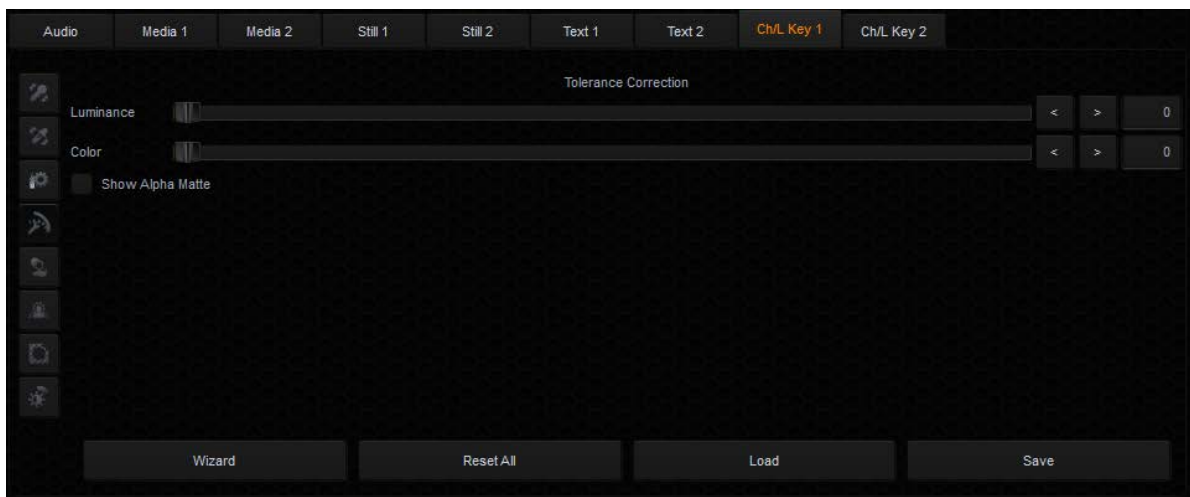 Audio Media 1 Media 2 Still 1 Still 2 Text 1 Text 2 Ch/L Key 1 Ch/L Key 2
Tolerance Correction
Luminance < > 0
Color < > 0
Show Alpha Matte
Wizard Reset All Load Save